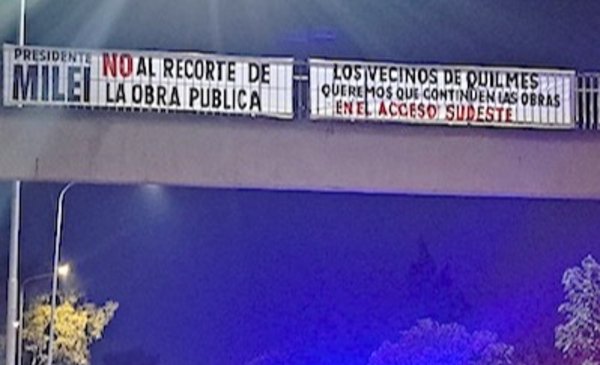 PRESIDENTE
MILEI
NO AL RECORTE DE
LA OBRA PUBLICA
LOS VECINOS DE QUILMES
QUEREMOS QUE CONTINUEN LAS OBRAS
EN EL ACCESO SUDESTE